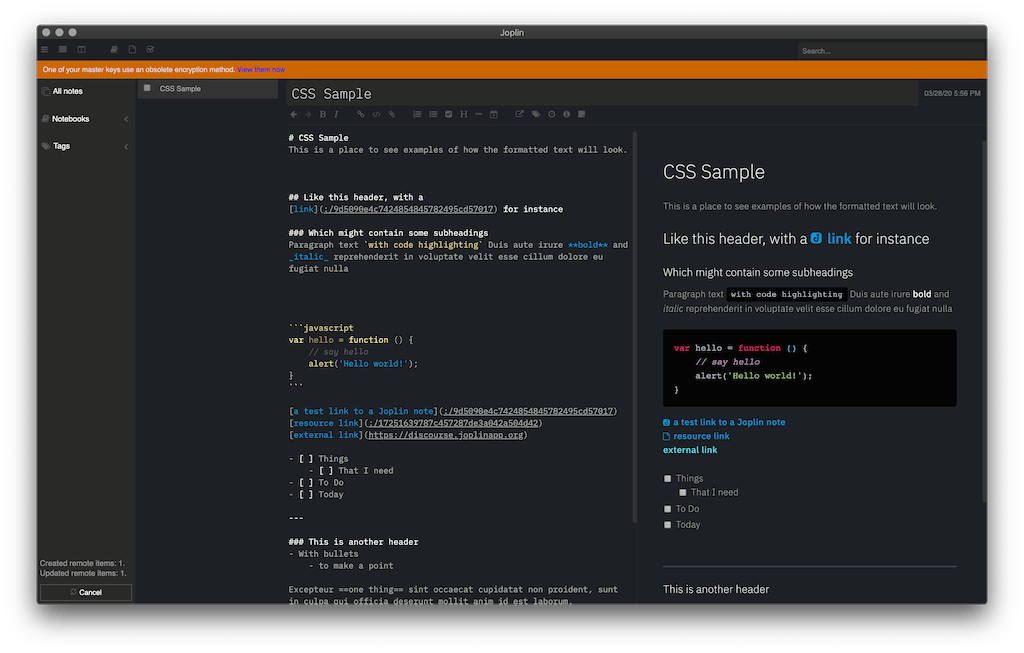 Joplin
Search...
One of your master keys use an obsolete encryption method. View them now
All notes
Notebooks
Tags
Created remote items: 1.
Updated remote items: 1.
Cancel
CSS Sample
CSS Sample
03/28/20 5:56 PM
B I H
# CSS Sample
This is a place to see examples of how the formatted text will look.
## Like this header, with a
[link](:/9d5090e4c7424854845782495cd57017) for instance
### Which might contain some subheadings
Paragraph text `with code highlighting` Duis aute irure **bold** and
_italic_ reprehenderit in voluptate velit esse cillum dolore eu
fugiat nulla
```javascript
var hello = function () {
// say hello
alert('Hello world!');
}
```
[a test link to a Joplin note](:/9d5090e4c7424854845782495cd57017)
[resource link](:/17251639787c457287de3a042a504d42)
[external link](https://discourse.joplinapp.org)
- [ ] Things
- [ ] That I need
- [ ] To Do
- [ ] Today
---
### This is another header
- With bullets
- to make a point
Excepteur ==one thing== sint occaecat cupidatat non proident, sunt
in culpa qui officia deserunt mollit anim id est laborum.
CSS Sample
This is a place to see examples of how the formatted text will look.
Like this header, with a link for instance
Which might contain some subheadings
Paragraph text with code highlighting Duis aute irure bold and
italic reprehenderit in voluptate velit esse cillum dolore eu fugiat nulla
var hello = function () {
// say hello
alert('Hello world!');
}
a test link to a Joplin note
resource link
external link
Things
That I need
To Do
Today
This is another header